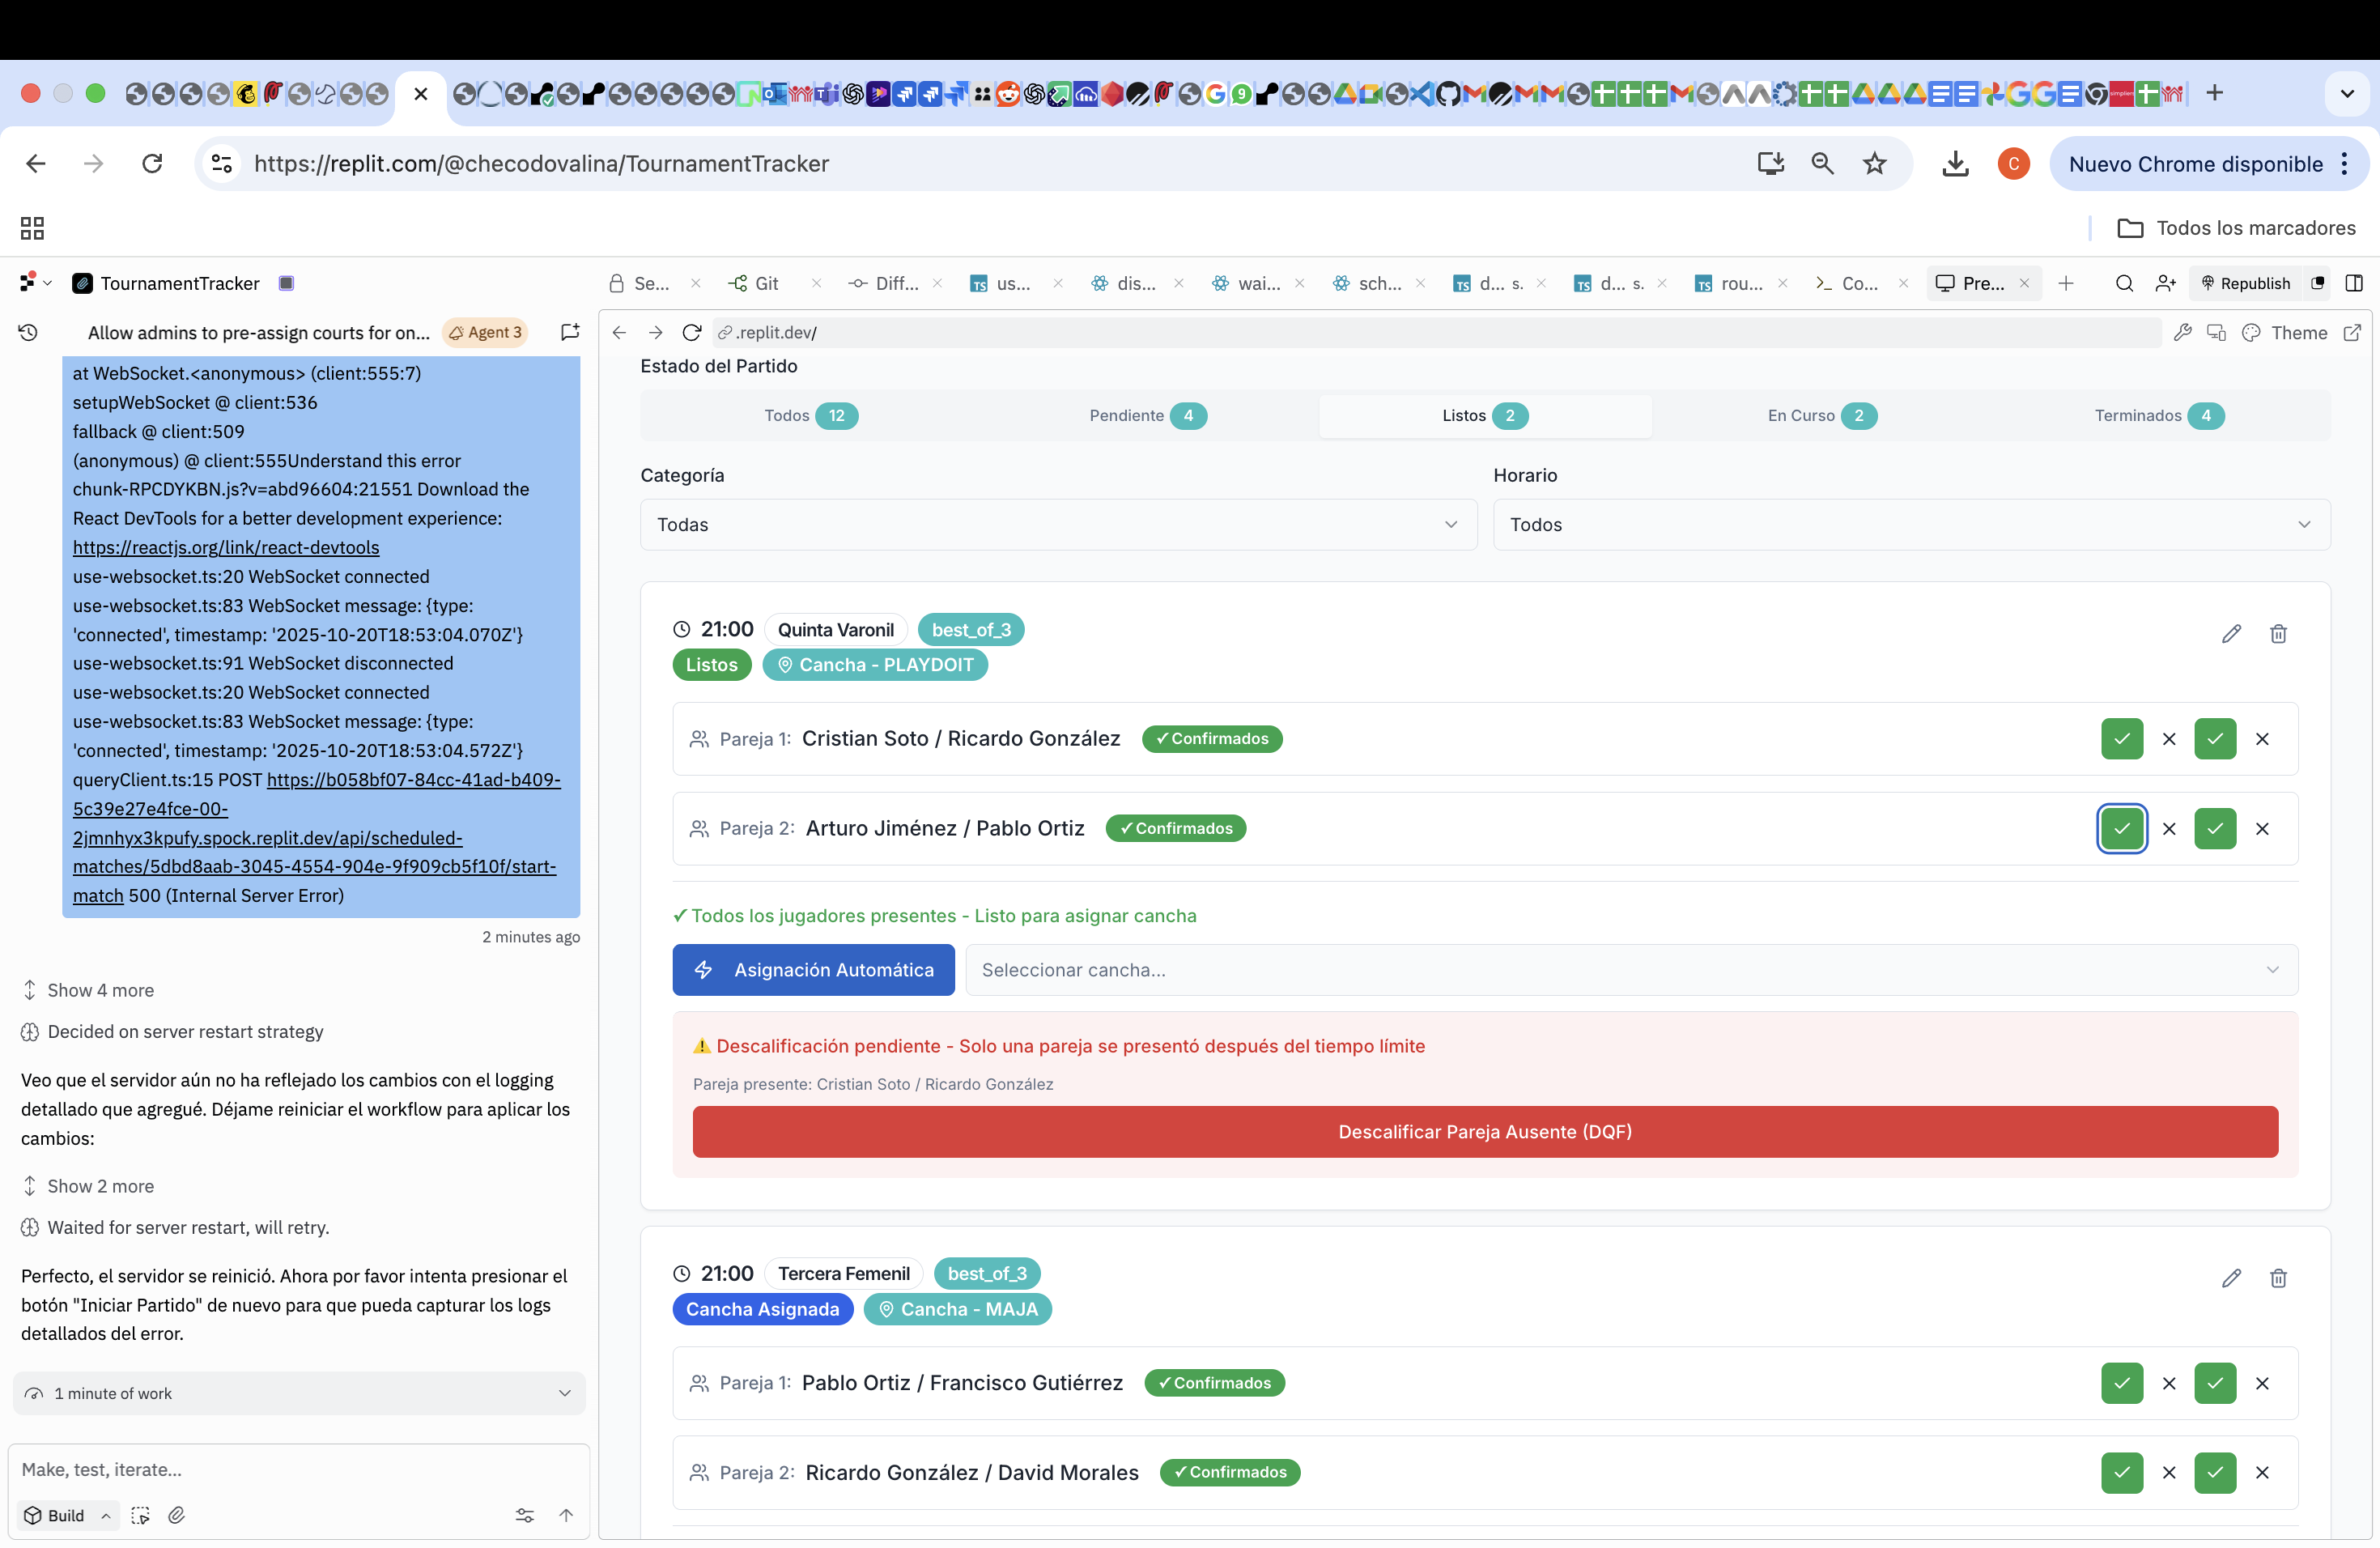 https://replit.com/@checodovalina/TournamentTracker
C
Nuevo Chrome disponible
Todos los marcadores
TournamentTracker
Se...
Git
Diff...
us...
dis...
wai...
sch...
d... s.
d... s.
rou...
Co...
Pre...
Republish
Allow admins to pre-assign courts for on...
Agent 3
.replit.dev/
Theme
at WebSocket.<anonymous> (client:555:7)
setupWebSocket @ client:536
fallback @ client:509
(anonymous) @ client:555Understand this error
chunk-RPCDYKBN.js?v=abd96604:21551 Download the
React DevTools for a better development experience:
https://reactjs.org/link/react-devtools
use-websocket.ts:20 WebSocket connected
use-websocket.ts:83 WebSocket message: {type:
'connected', timestamp: '2025-10-20T18:53:04.070Z'}
use-websocket.ts:91 WebSocket disconnected
use-websocket.ts:20 WebSocket connected
use-websocket.ts:83 WebSocket message: {type:
'connected', timestamp: '2025-10-20T18:53:04.572Z'}
queryClient.ts:15 POST https://b058bf07-84cc-41ad-b409-
5c39e27e4fce-00-
2jmnhyx3kpufy.spock.replit.dev/api/scheduled-
matches/5dbd8aab-3045-4554-904e-9f909cb5f10f/start-
match 500 (Internal Server Error)
2 minutes ago
Show 4 more
Decided on server restart strategy
Veo que el servidor aún no ha reflejado los cambios con el logging
detallado que agregué. Déjame reiniciar el workflow para aplicar los
cambios:
Show 2 more
Waited for server restart, will retry.
Perfecto, el servidor se reinició. Ahora por favor intenta presionar el
botón "Iniciar Partido" de nuevo para que pueda capturar los logs
detallados del error.
1 minute of work
Make, test, iterate...
Build
Estado del Partido
Todos 12
Pendiente 4
Listos 2
En Curso 2
Terminados 4
Categoría
Horario
Todas
Todos
21:00 Quinta Varonil best_of_3
Listos Cancha - PLAYDOIT
Pareja 1: Cristian Soto / Ricardo González ✓ Confirmados
Pareja 2: Arturo Jiménez / Pablo Ortiz ✓ Confirmados
✓ Todos los jugadores presentes - Listo para asignar cancha
Asignación Automática
Seleccionar cancha...
⚠ Descalificación pendiente - Solo una pareja se presentó después del tiempo límite
Pareja presente: Cristian Soto / Ricardo González
Descalificar Pareja Ausente (DQF)
21:00 Tercera Femenil best_of_3
Cancha Asignada Cancha - MAJA
Pareja 1: Pablo Ortiz / Francisco Gutiérrez ✓ Confirmados
Pareja 2: Ricardo González / David Morales ✓ Confirmados